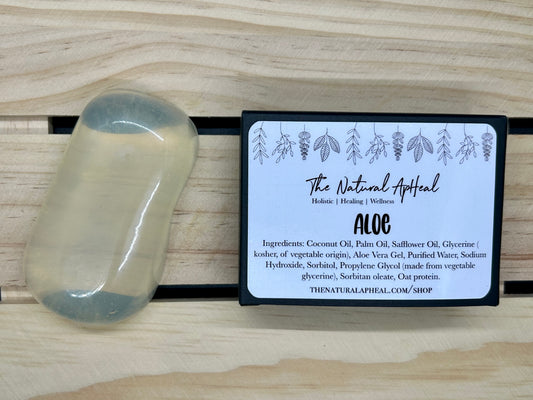 The Natural ApHeal
Holistic | Healing | Wellness
ALOE
Ingredients: Coconut Oil, Palm Oil, Safflower Oil, Glycerine (
kosher, of vegetable origin), Aloe Vera Gel, Purified Water, Sodium
Hydroxide, Sorbitol, Propylene Glycol (made from vegetable
glycerine), Sorbitan oleate, Oat protein.
THENATURALAPHEAL.COM/SHOP